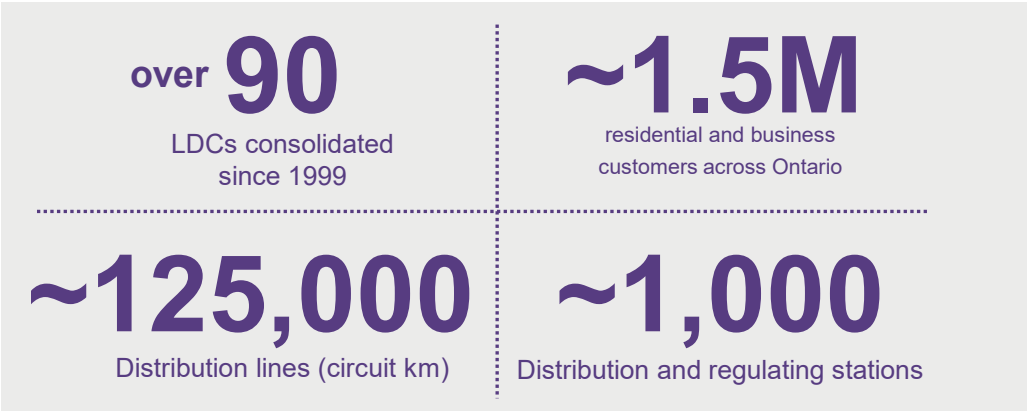 over 90
LDCs consolidated
since 1999
~1.5M
residential and business
customers across Ontario
~125,000
Distribution lines (circuit km)
~1,000
Distribution and regulating stations